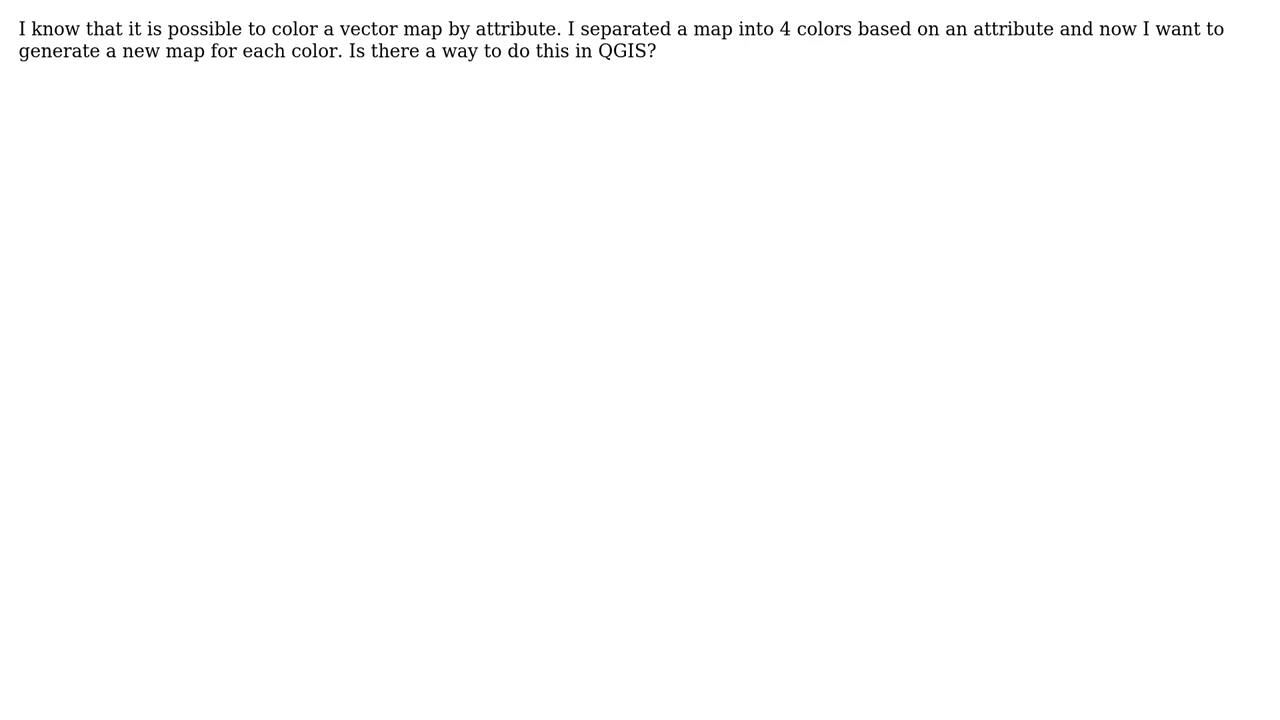 I know that it is possible to color a vector map by attribute. I separated a map into 4 colors based on an attribute and now I want to
generate a new map for each color. Is there a way to do this in QGIS?